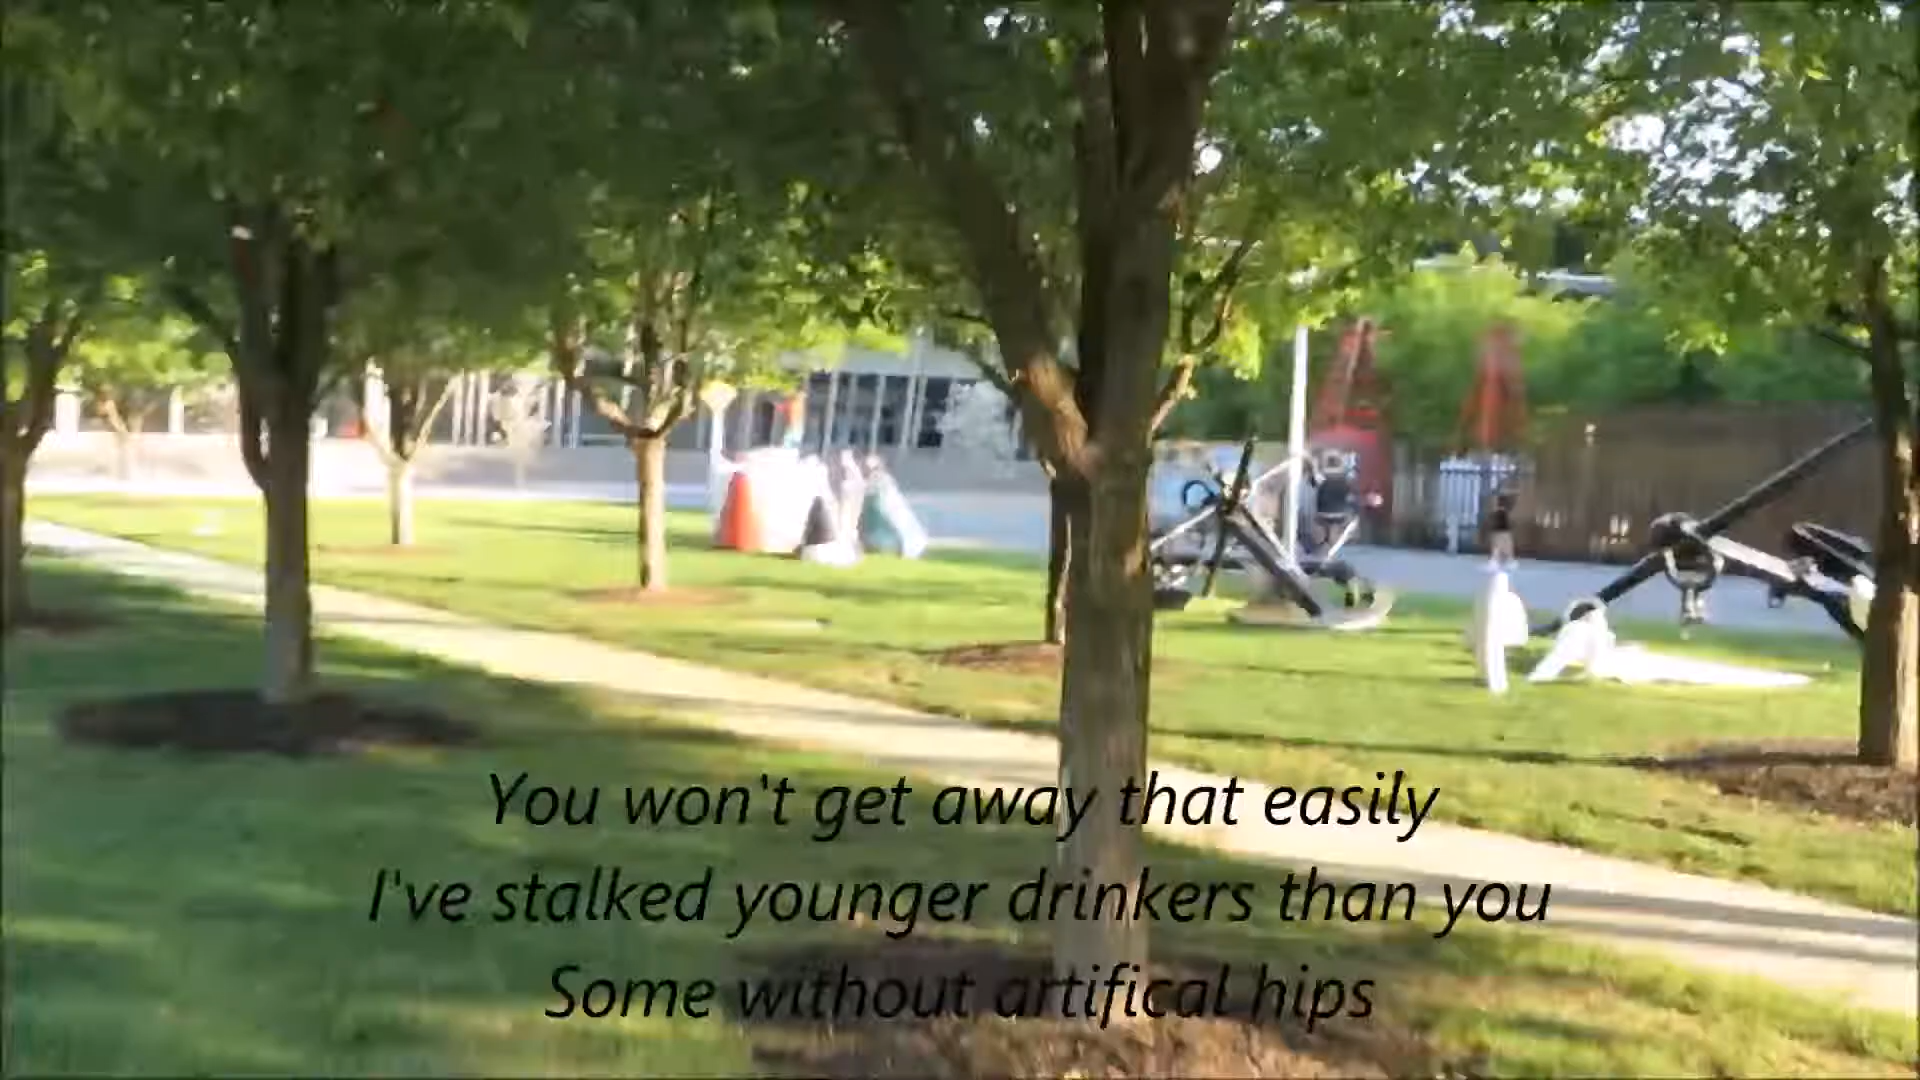 You won't get away that easily
I've stalked younger drinkers than you
Some without artifical hips